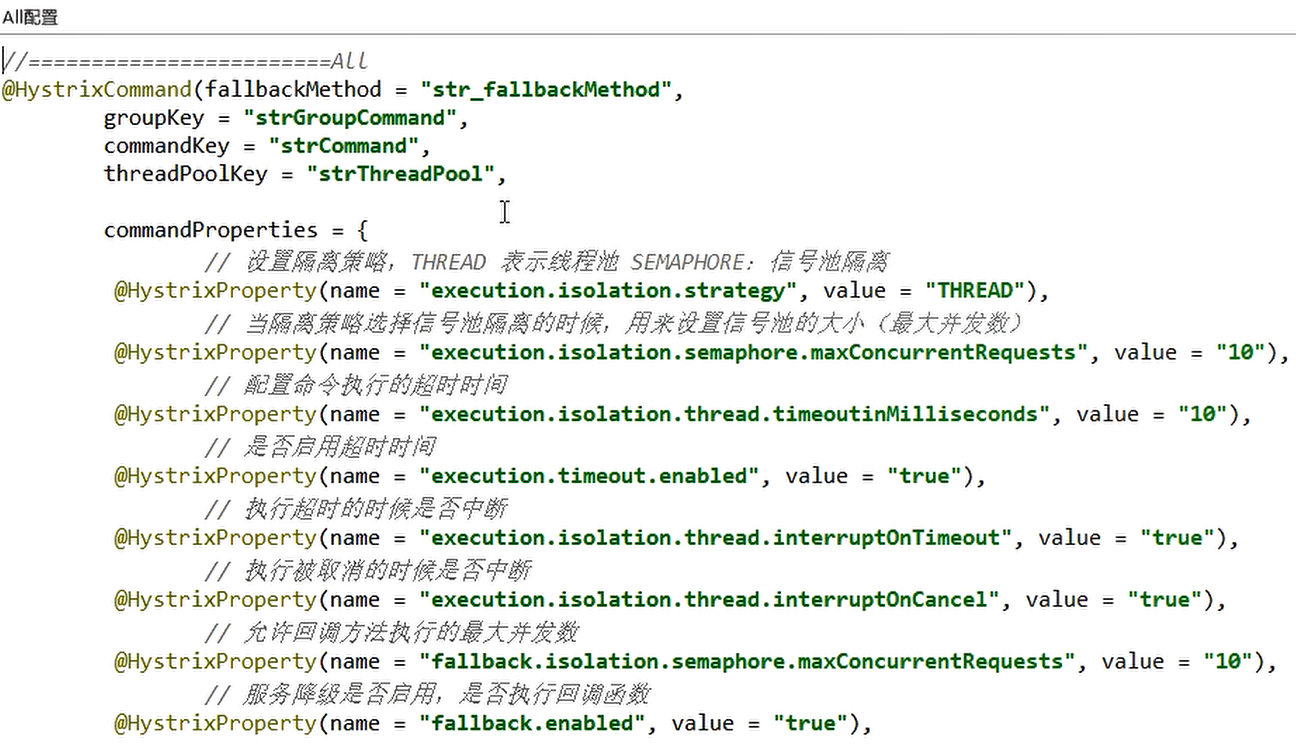 All配置
//========================All
@HystrixCommand(fallbackMethod = "str_fallbackMethod",
groupKey = "strGroupCommand",
commandKey = "strCommand",
threadPoolKey = "strThreadPool",
commandProperties = {
// 设置隔离策略，THREAD 表示线程池 SEMAPHORE：信号池隔离
@HystrixProperty(name = "execution.isolation.strategy", value = "THREAD"),
// 当隔离策略选择信号池隔离的时候，用来设置信号池的大小（最大并发数）
@HystrixProperty(name = "execution.isolation.semaphore.maxConcurrentRequests", value = "10"),
// 配置命令执行的超时时间
@HystrixProperty(name = "execution.isolation.thread.timeoutinMilliseconds", value = "10"),
// 是否启用超时时间
@HystrixProperty(name = "execution.timeout.enabled", value = "true"),
// 执行超时的时候是否中断
@HystrixProperty(name = "execution.isolation.thread.interruptOnTimeout", value = "true"),
// 执行被取消的时候是否中断
@HystrixProperty(name = "execution.isolation.thread.interruptOnCancel", value = "true"),
// 允许回调方法执行的最大并发数
@HystrixProperty(name = "fallback.isolation.semaphore.maxConcurrentRequests", value = "10"),
// 服务降级是否启用，是否执行回调函数
@HystrixProperty(name = "fallback.enabled", value = "true"),